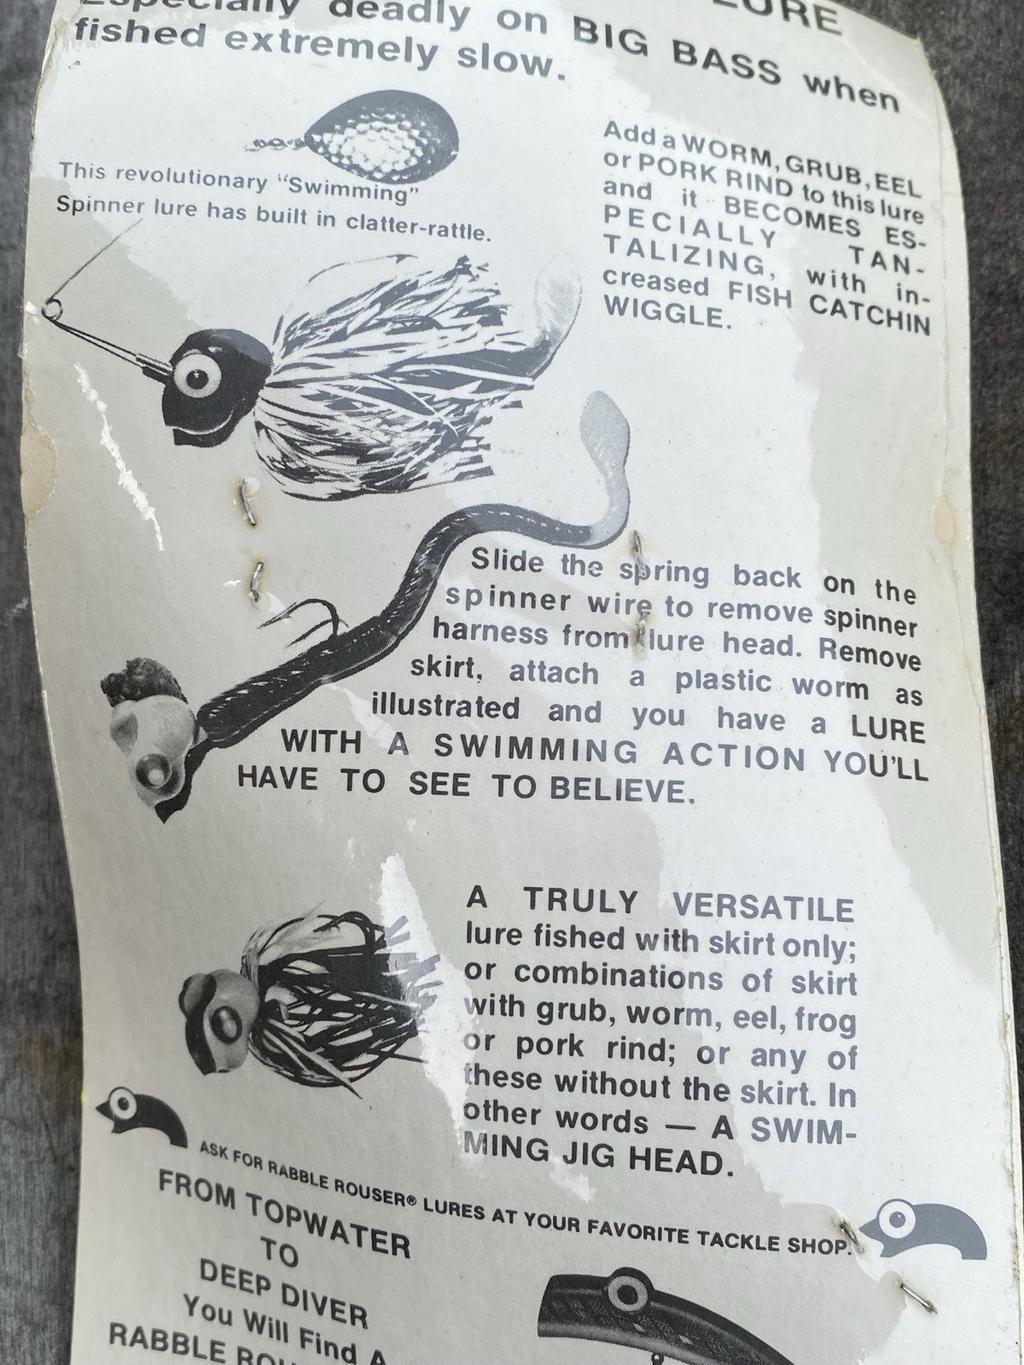 LURE
Especially deadly on BIG BASS when
fished extremely slow.
This revolutionary "Swimming"
Spinner lure has built in clatter-rattle.
Add a WORM, GRUB, EEL
or PORK RIND to this lure
and it BECOMES ES-
PECIALLY TAN-
TALIZING, with in-
creased FISH CATCHIN
WIGGLE.
Slide the spring back on the
spinner wire to remove spinner
harness from lure head. Remove
skirt, attach a plastic worm as
illustrated and you have a LURE
WITH A SWIMMING ACTION YOU'LL
HAVE TO SEE TO BELIEVE.
A TRULY VERSATILE
lure fished with skirt only;
or combinations of skirt
with grub, worm, eel, frog
or pork rind; or any of
these without the skirt. In
other words — A SWIM-
MING JIG HEAD.
ASK FOR RABBLE ROUSER® LURES AT YOUR FAVORITE TACKLE SHOP.
FROM TOPWATER
TO
DEEP DIVER
You Will Find A
RABBLE